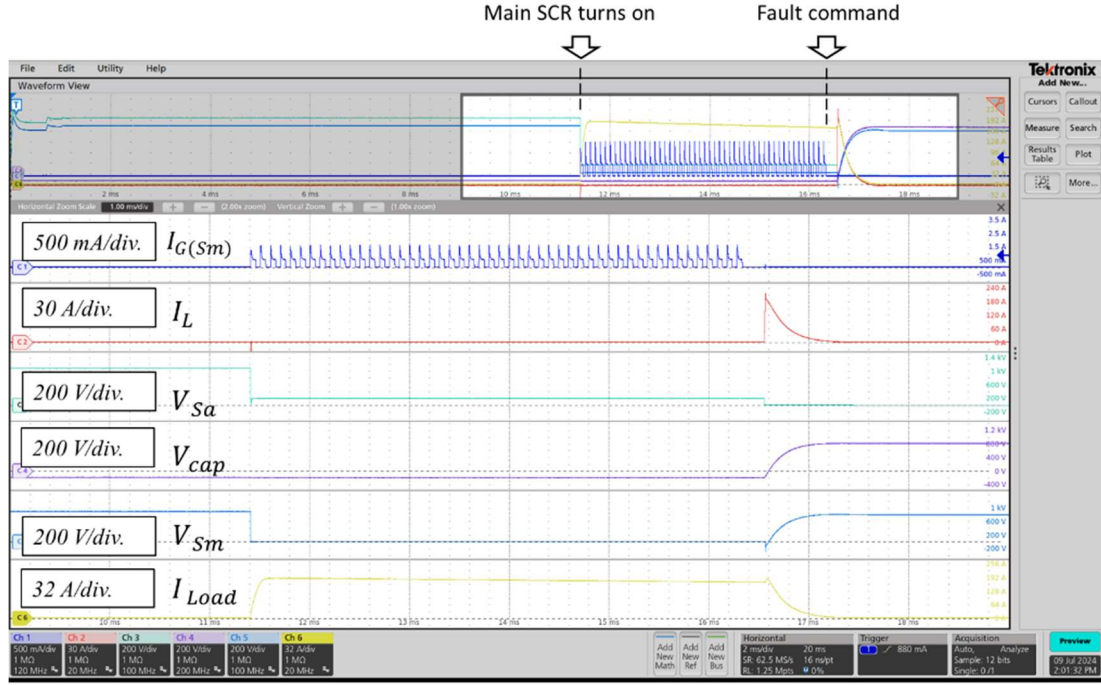 Main SCR turns on Fault command
File Edit Utility Help
Tektronix
Waveform View
Add New...
Cursors Callout
Measure Search
Results Table Plot
More...
2 ms 4 ms 6 ms 8 ms 10 ms 12 ms 14 ms 16 ms 18 ms
Horizontal Zoom Scale 1.00 ms/div (2.00x zoom) Vertical Zoom (1.00x zoom)
500 mA/div. I_G(Sm)
3.5 A
2.5 A
1.5 A
500 mA
-500 mA
C 1
30 A/div. I_L
240 A
180 A
120 A
60 A
0 A
C 2
200 V/div. V_Sa
1.4 kV
1 kV
600 V
200 V
-200 V
200 V/div. V_cap
1.2 kV
800 V
400 V
0 V
-400 V
C 4
200 V/div. V_Sm
1 kV
600 V
200 V
-200 V
32 A/div. I_Load
256 A
192 A
128 A
64 A
C 6
10 ms 11 ms 12 ms 13 ms 14 ms 15 ms 16 ms 17 ms 18 ms
Ch 1 Ch 2 Ch 3 Ch 4 Ch 5 Ch 6
500 mA/div 30 A/div 200 V/div 200 V/div 200 V/div 32 A/div
1 MΩ 1 MΩ 1 MΩ 1 MΩ 1 MΩ 1 MΩ
120 MHz 20 MHz 100 MHz 200 MHz 100 MHz 20 MHz
Add New Math
Add New Ref
Add New Bus
Horizontal
2 ms/div 20 ms
SR: 62.5 MS/s 16 ns/pt
RL: 1.25 Mpts 0%
Trigger
1 880 mA
Acquisition
Auto, Analyze
Sample: 12 bits
Single: 0 /1
Preview
09 Jul 2024
2:01:32 PM